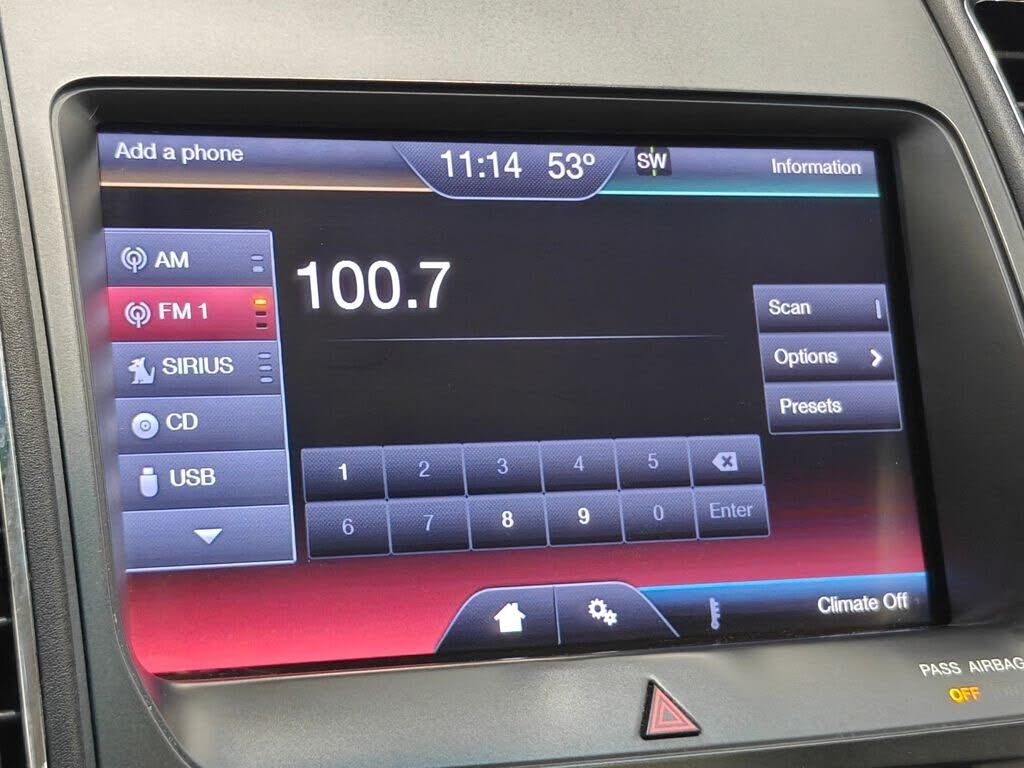 Add a phone
11:14 53º
SW
Information
AM
FM 1
SIRIUS
CD
USB
100.7
Scan
Options
Presets
1 2 3 4 5
6 7 8 9 0 Enter
Climate Off
PASS AIRBAG
OFF